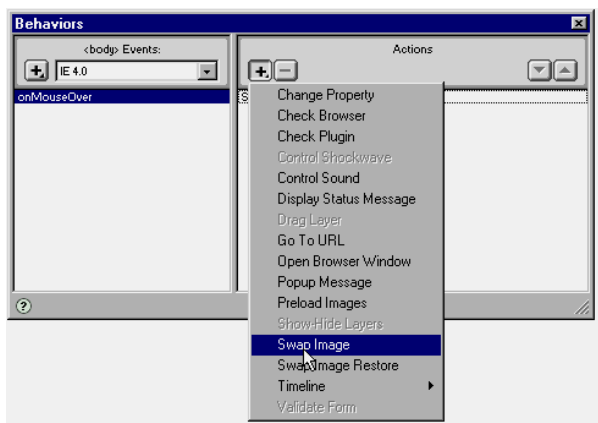 Behaviors
<body> Events:
Actions
IE 4.0
onMouseOver
S
Change Property
Check Browser
Check Plugin
Control Shockwave
Control Sound
Display Status Message
Drag Layer
Go To URL
Open Browser Window
Popup Message
Preload Images
Show-Hide Layers
Swap Image
Swap Image Restore
Timeline
Validate Form